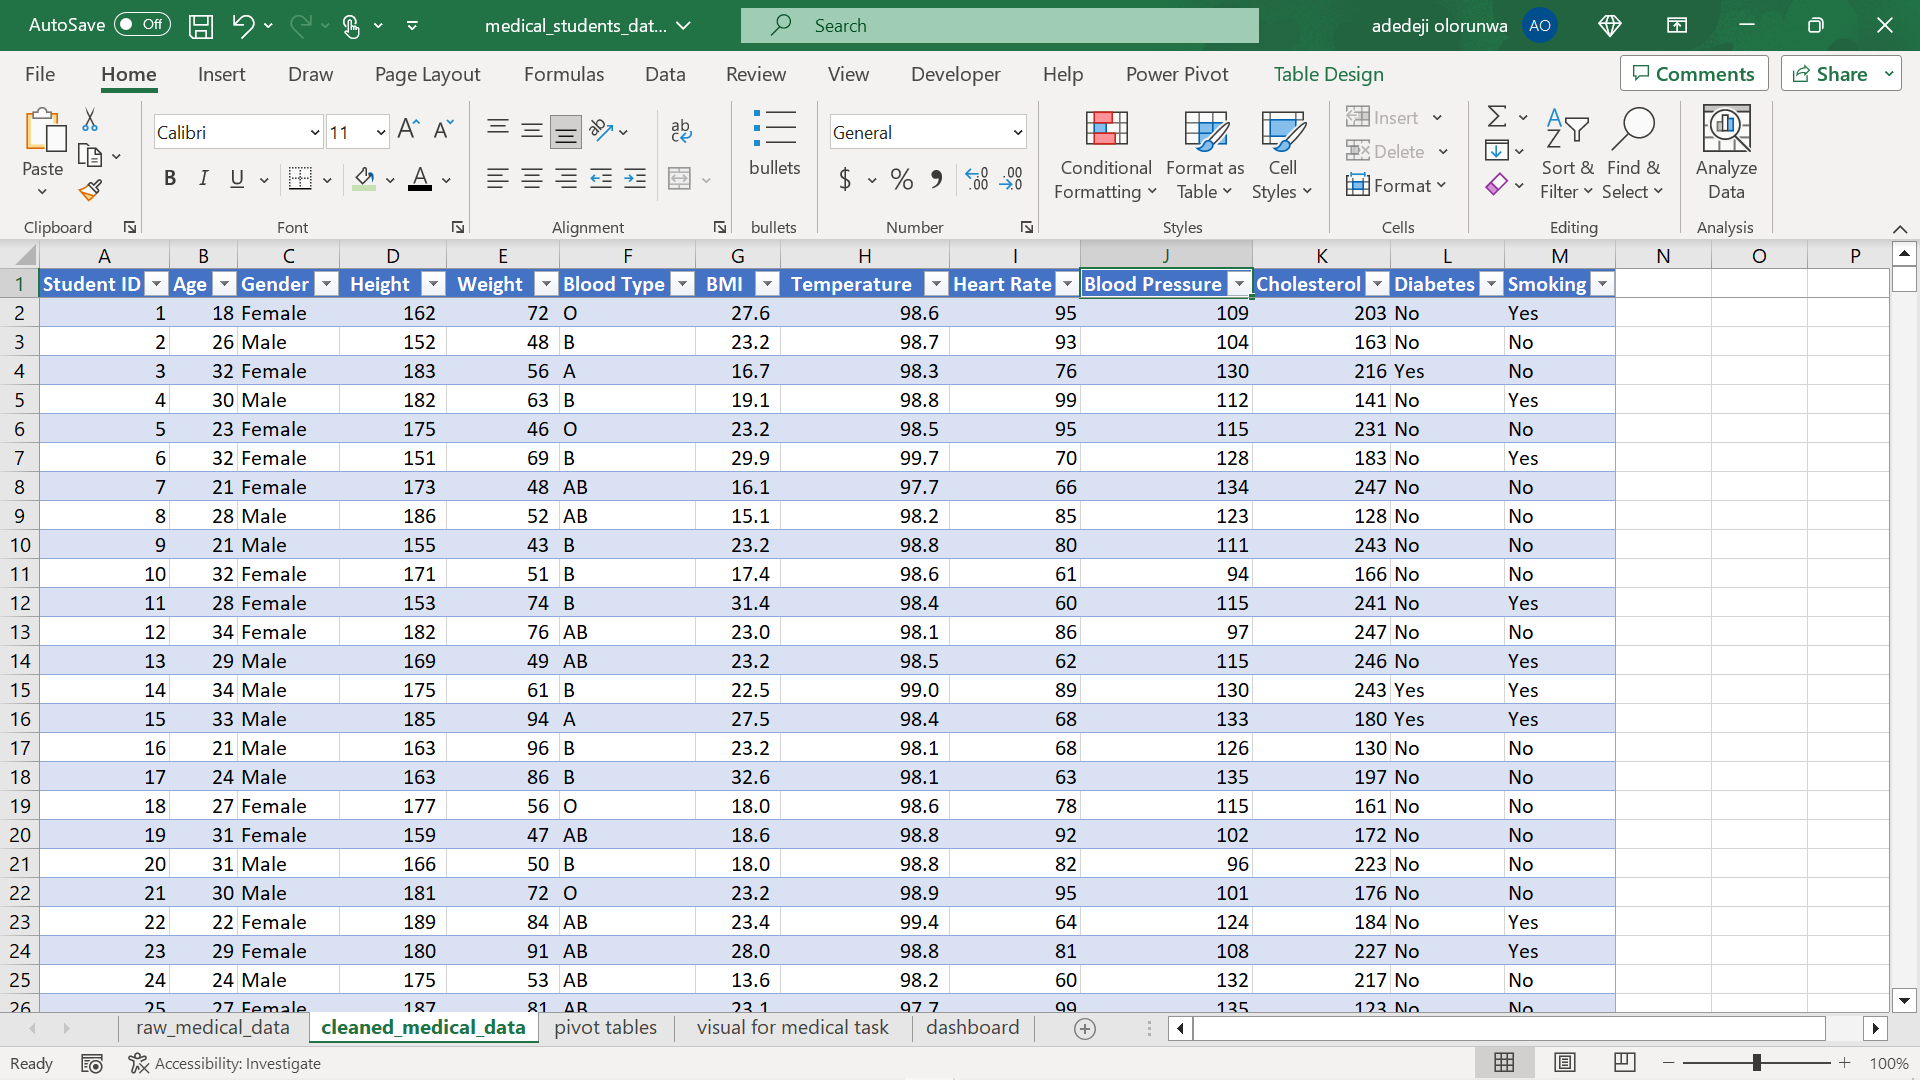 AutoSave Off medical_students_dat... Search adedeji olorunwa AO
File Home Insert Draw Page Layout Formulas Data Review View Developer Help Power Pivot Table Design Comments Share
Paste Calibri 11 General
B I U $ % 9 .00 .00
bullets Conditional Formatting Format as Table Cell Styles
Insert Delete Format
Sort & Filter Find & Select Analyze Data
Clipboard Font Alignment bullets Number Styles Cells Editing Analysis
A B C D E F G H I J K L M N O P
1 Student ID Age Gender Height Weight Blood Type BMI Temperature Heart Rate Blood Pressure Cholesterol Diabetes Smoking
2 1 18 Female 162 72 O 27.6 98.6 95 109 203 No Yes
3 2 26 Male 152 48 B 23.2 98.7 93 104 163 No No
4 3 32 Female 183 56 A 16.7 98.3 76 130 216 Yes No
5 4 30 Male 182 63 B 19.1 98.8 99 112 141 No Yes
6 5 23 Female 175 46 O 23.2 98.5 95 115 231 No No
7 6 32 Female 151 69 B 29.9 99.7 70 128 183 No Yes
8 7 21 Female 173 48 AB 16.1 97.7 66 134 247 No No
9 8 28 Male 186 52 AB 15.1 98.2 85 123 128 No No
10 9 21 Male 155 43 B 23.2 98.8 80 111 243 No No
11 10 32 Female 171 51 B 17.4 98.6 61 94 166 No No
12 11 28 Female 153 74 B 31.4 98.4 60 115 241 No Yes
13 12 34 Female 182 76 AB 23.0 98.1 86 97 247 No No
14 13 29 Male 169 49 AB 23.2 98.5 62 115 246 No Yes
15 14 34 Male 175 61 B 22.5 99.0 89 130 243 Yes Yes
16 15 33 Male 185 94 A 27.5 98.4 68 133 180 Yes Yes
17 16 21 Male 163 96 B 23.2 98.1 68 126 130 No No
18 17 24 Male 163 86 B 32.6 98.1 63 135 197 No No
19 18 27 Female 177 56 O 18.0 98.6 78 115 161 No No
20 19 31 Female 159 47 AB 18.6 98.8 92 102 172 No No
21 20 31 Male 166 50 B 18.0 98.8 82 96 223 No No
22 21 30 Male 181 72 O 23.2 98.9 95 101 176 No No
23 22 22 Female 189 84 AB 23.4 99.4 64 124 184 No Yes
24 23 29 Female 180 91 AB 28.0 98.8 81 108 227 No Yes
25 24 24 Male 175 53 AB 13.6 98.2 60 132 217 No No
26 25 27 Female 187 81 AB 23.1 97.7 99 135 123 No No
raw_medical_data cleaned_medical_data pivot tables visual for medical task dashboard
Ready Accessibility: Investigate 100%